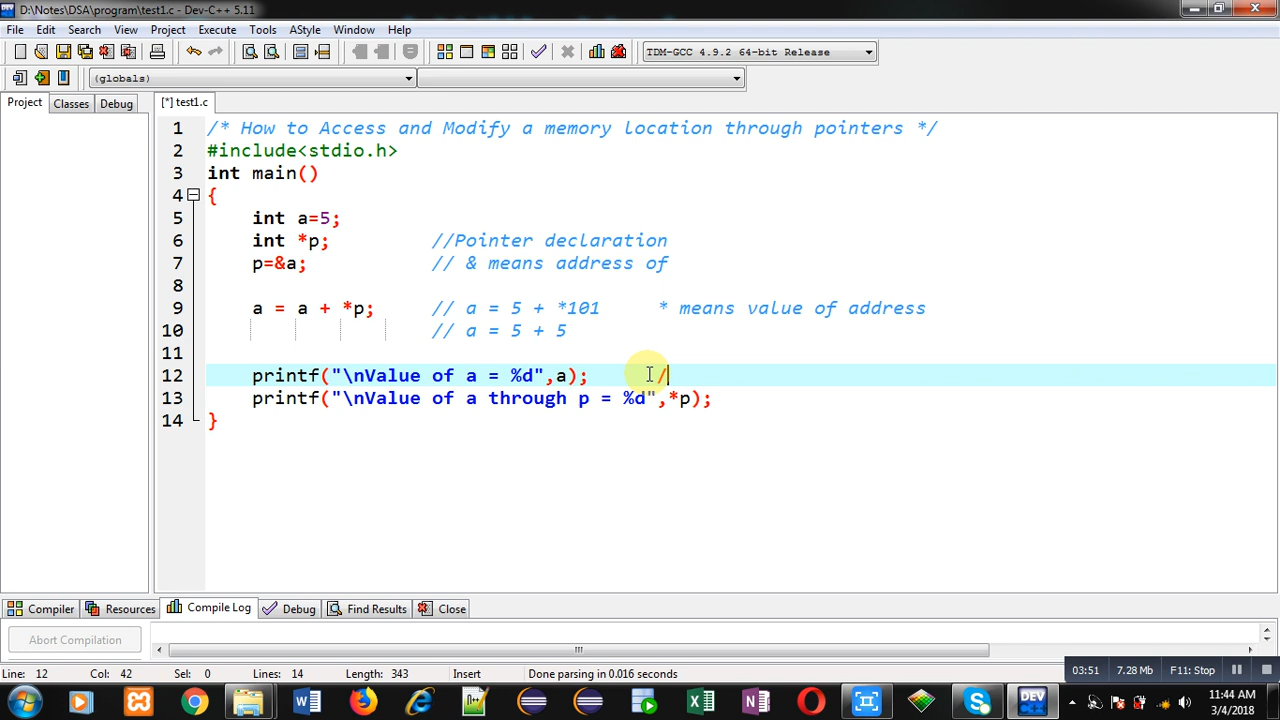 D:\Notes\DSA\program\test1.c - Dev-C++ 5.11
File Edit Search View Project Execute Tools AStyle Window Help
TDM-GCC 4.9.2 64-bit Release
(globals)
Project Classes Debug [*] test1.c
1 /* How to Access and Modify a memory location through pointers */
2 #include<stdio.h>
3 int main()
4 {
5 int a=5;
6 int *p; //Pointer declaration
7 p=&a; // & means address of
8
9 a = a + *p; // a = 5 + *101 * means value of address
10 // a = 5 + 5
11
12 printf("\nValue of a = %d",a); /
13 printf("\nValue of a through p = %d",*p);
14 }
Compiler Resources Compile Log Debug Find Results Close
Abort Compilation
Line: 12 Col: 42 Sel: 0 Lines: 14 Length: 343 Insert Done parsing in 0.016 seconds
03:51 7.28 Mb F11: Stop
DEV
11:44 AM
3/4/2018